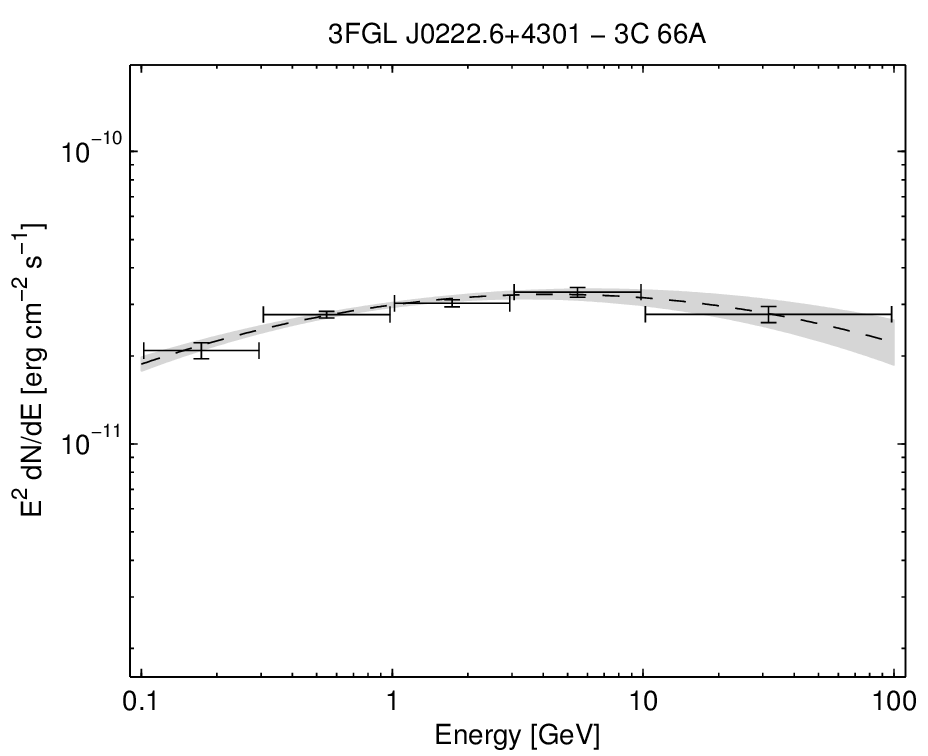 3FGL J0222.6+4301 − 3C 66A
10⁻¹⁰
10⁻¹¹
E² dN/dE [erg cm⁻² s⁻¹]
0.1 1 10 100
Energy [GeV]